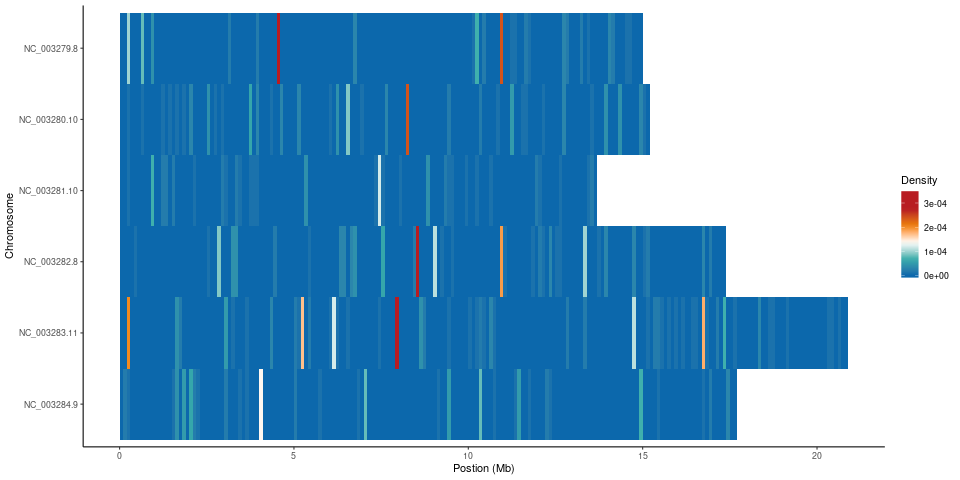 NC_003279.8
NC_003280.10
NC_003281.10
NC_003282.8
NC_003283.11
NC_003284.9
Chromosome
0
5
10
15
20
Postion (Mb)
Density
3e-04
2e-04
1e-04
0e+00